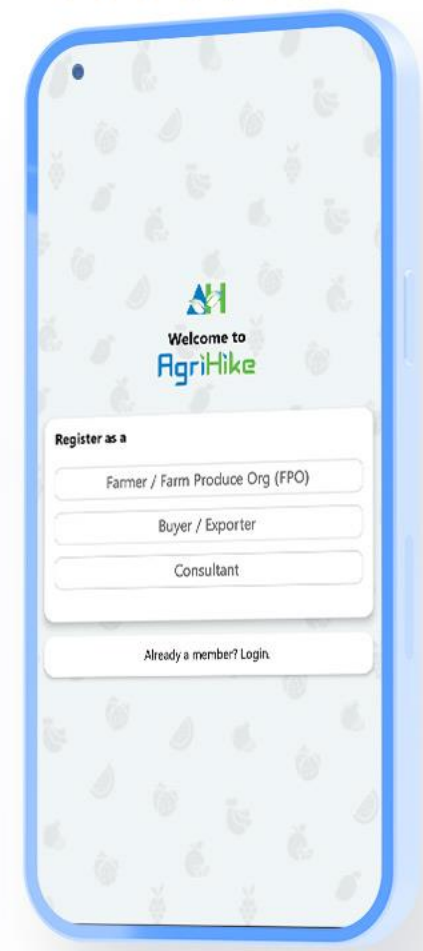 AH
Welcome to
AgriHike
Register as a
Farmer / Farm Produce Org (FPO)
Buyer / Exporter
Consultant
Already a member? Login.